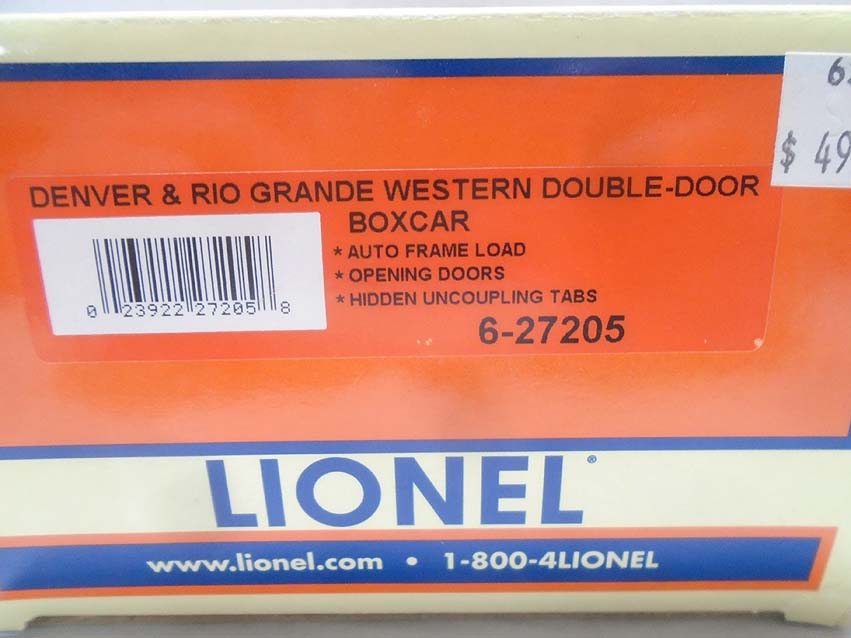 $ 49
DENVER & RIO GRANDE WESTERN DOUBLE-DOOR
BOXCAR
* AUTO FRAME LOAD
* OPENING DOORS
* HIDDEN UNCOUPLING TABS
0 23922 27205 8
6-27205
LIONEL®
www.lionel.com • 1-800-4LIONEL